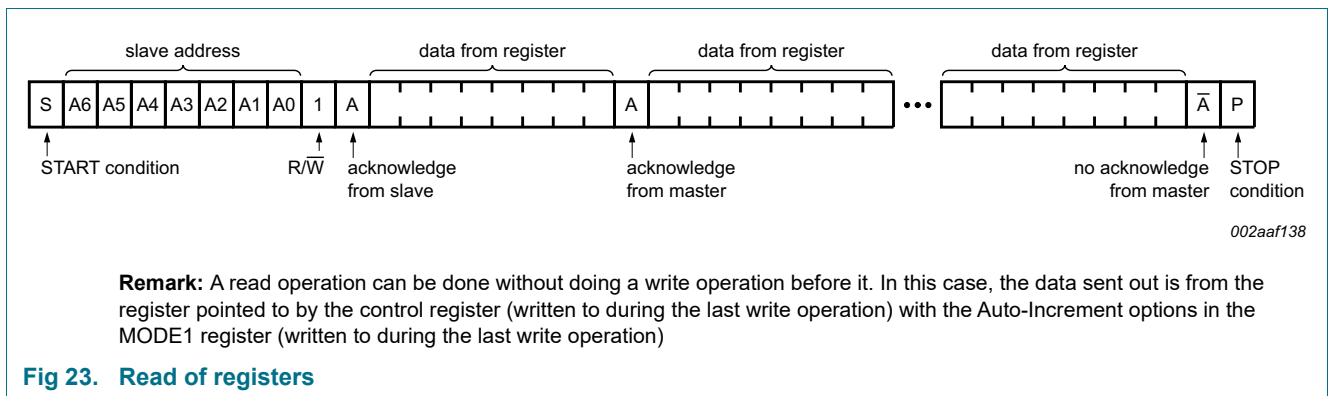 slave address data from register data from register data from register
S A6 A5 A4 A3 A2 A1 A0 1 A A A̅ P
START condition R/W̅ acknowledge from slave acknowledge from master no acknowledge from master STOP condition
002aaf138
Remark: A read operation can be done without doing a write operation before it. In this case, the data sent out is from the
register pointed to by the control register (written to during the last write operation) with the Auto-Increment options in the
MODE1 register (written to during the last write operation)
Fig 23. Read of registers